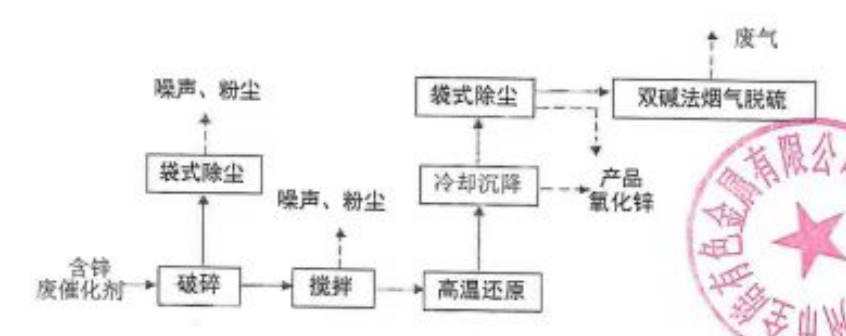 废气
噪声、粉尘
袋式除尘
双碱法烟气脱硫
袋式除尘
噪声、粉尘
冷却沉降
产品
氧化锌
含锌
废催化剂
破碎
搅拌
高温还原
有色金属有限公